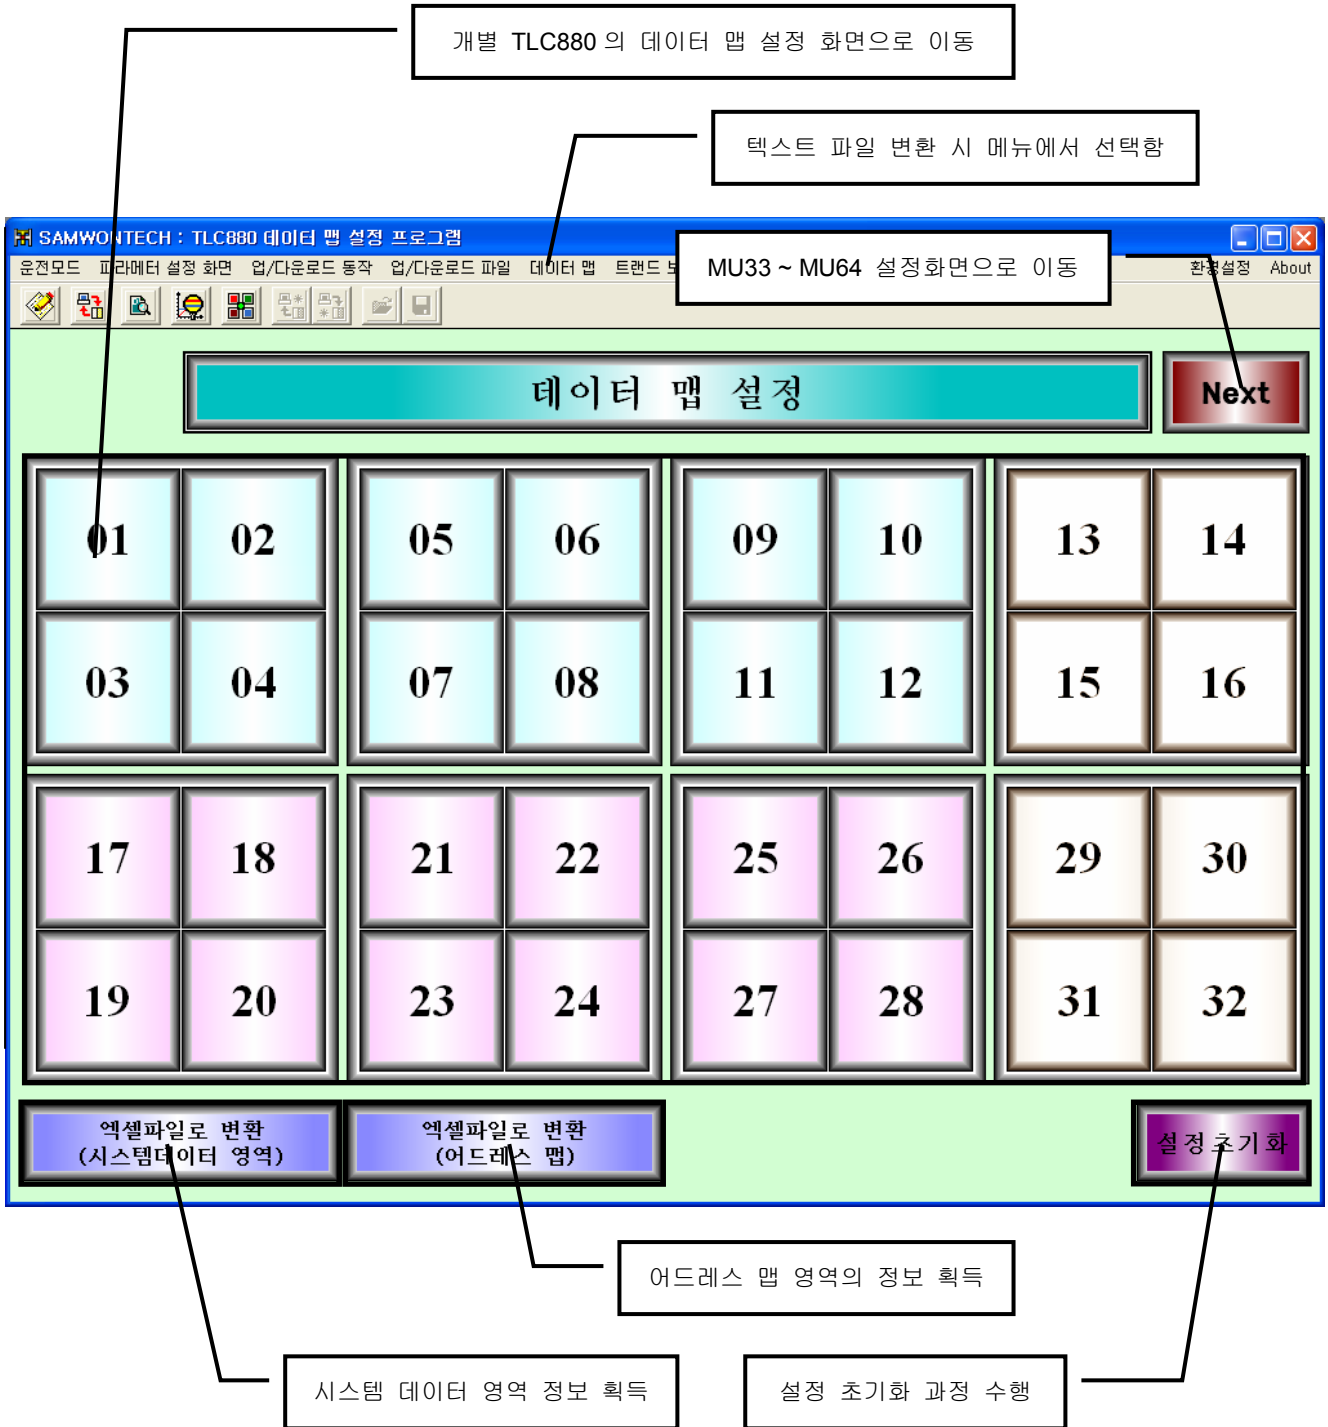 개별 TLC880 의 데이터 맵 설정 화면으로 이동
텍스트 파일 변환 시 메뉴에서 선택함
SAMWONTECH : TLC880 데이터 맵 설정 프로그램
운전모드 파라메터 설정 화면 업/다운로드 동작 업/다운로드 파일 데이터 맵 트랜드 환경설정 About
MU33 ~ MU64 설정화면으로 이동
데이터 맵 설정
Next
01 02 05 06 09 10 13 14
03 04 07 08 11 12 15 16
17 18 21 22 25 26 29 30
19 20 23 24 27 28 31 32
엑셀파일로 변환
(시스템데이터 영역)
엑셀파일로 변환
(어드레스 맵)
설정초기화
어드레스 맵 영역의 정보 획득
시스템 데이터 영역 정보 획득
설정 초기화 과정 수행